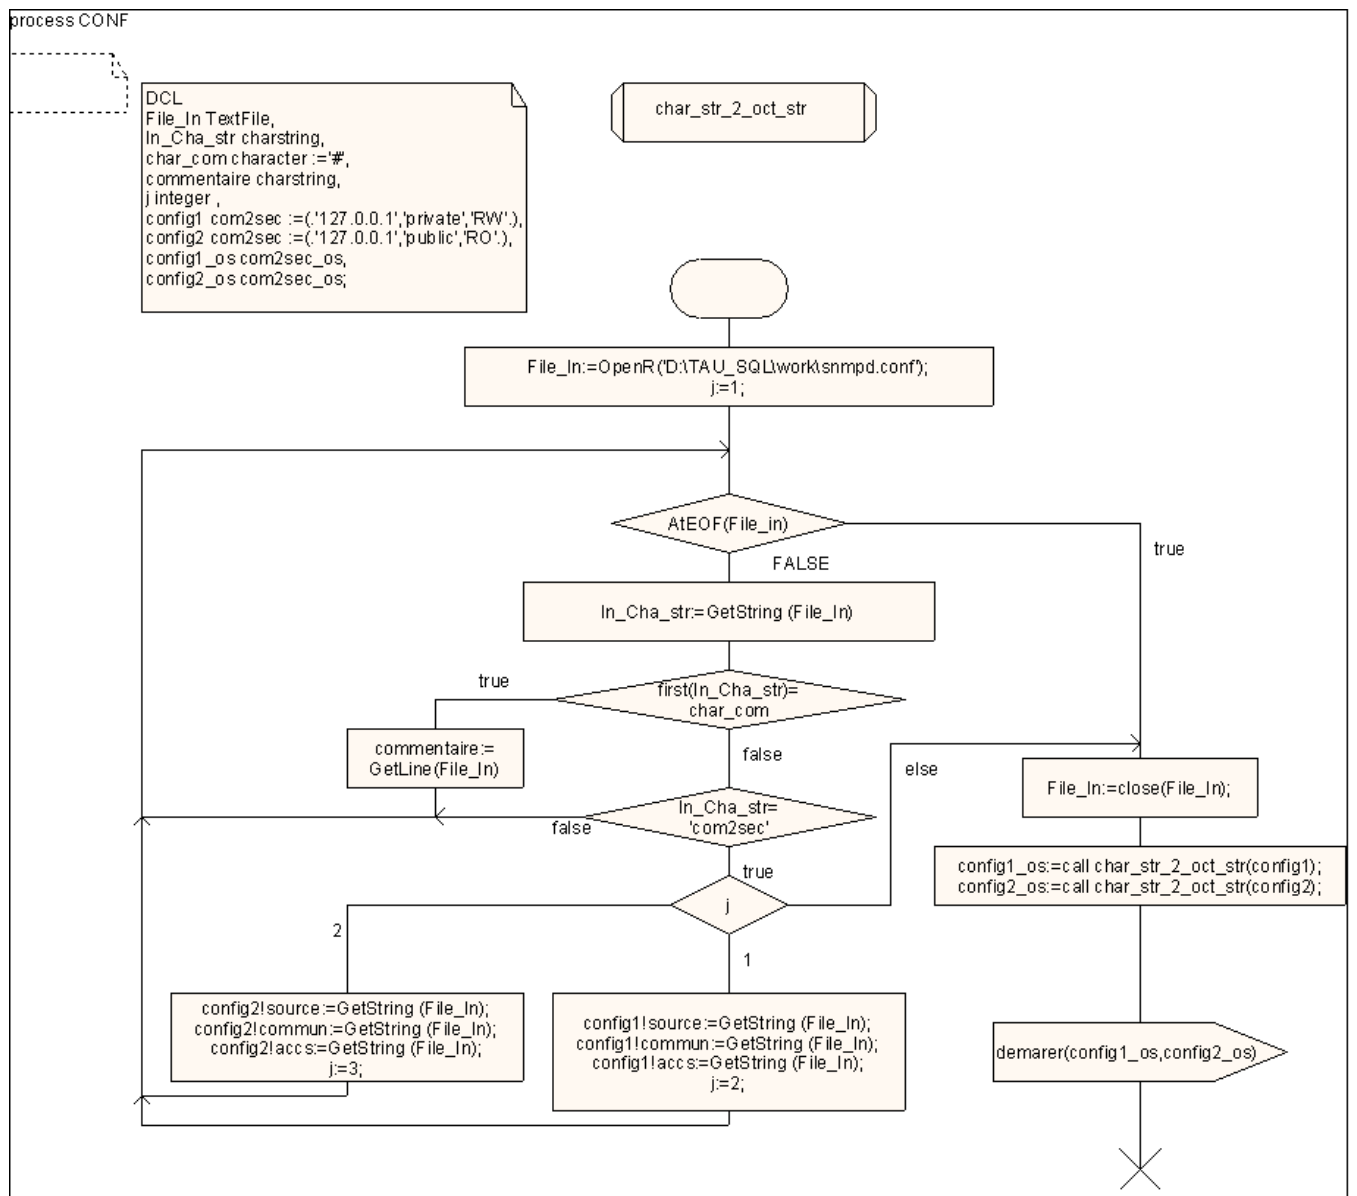 process CONF
DCL
File_In TextFile,
In_Cha_str charstring,
char_com character :='#',
commentaire charstring,
j integer ,
config1 com2sec :=(.'127.0.0.1','private','RW'.),
config2 com2sec :=(.'127.0.0.1','public','RO'.),
config1_os com2sec_os,
config2_os com2sec_os;
char_str_2_oct_str
File_In:=OpenR('D:\TAU_SQL\work\snmpd.conf');
j:=1;
AtEOF(File_in)
true
FALSE
In_Cha_str:=GetString (File_In)
true
first(In_Cha_str)=
char_com
commentaire:=
GetLine(File_In)
false
else
File_In:=close(File_In);
In_Cha_str=
'com2sec'
false
true
config1_os:=call char_str_2_oct_str(config1);
config2_os:=call char_str_2_oct_str(config2);
j
2
1
config2!source:=GetString (File_In);
config2!commun:=GetString (File_In);
config2!accs:=GetString (File_In);
j:=3;
config1!source:=GetString (File_In);
config1!commun:=GetString (File_In);
config1!accs:=GetString (File_In);
j:=2;
demarer(config1_os,config2_os)